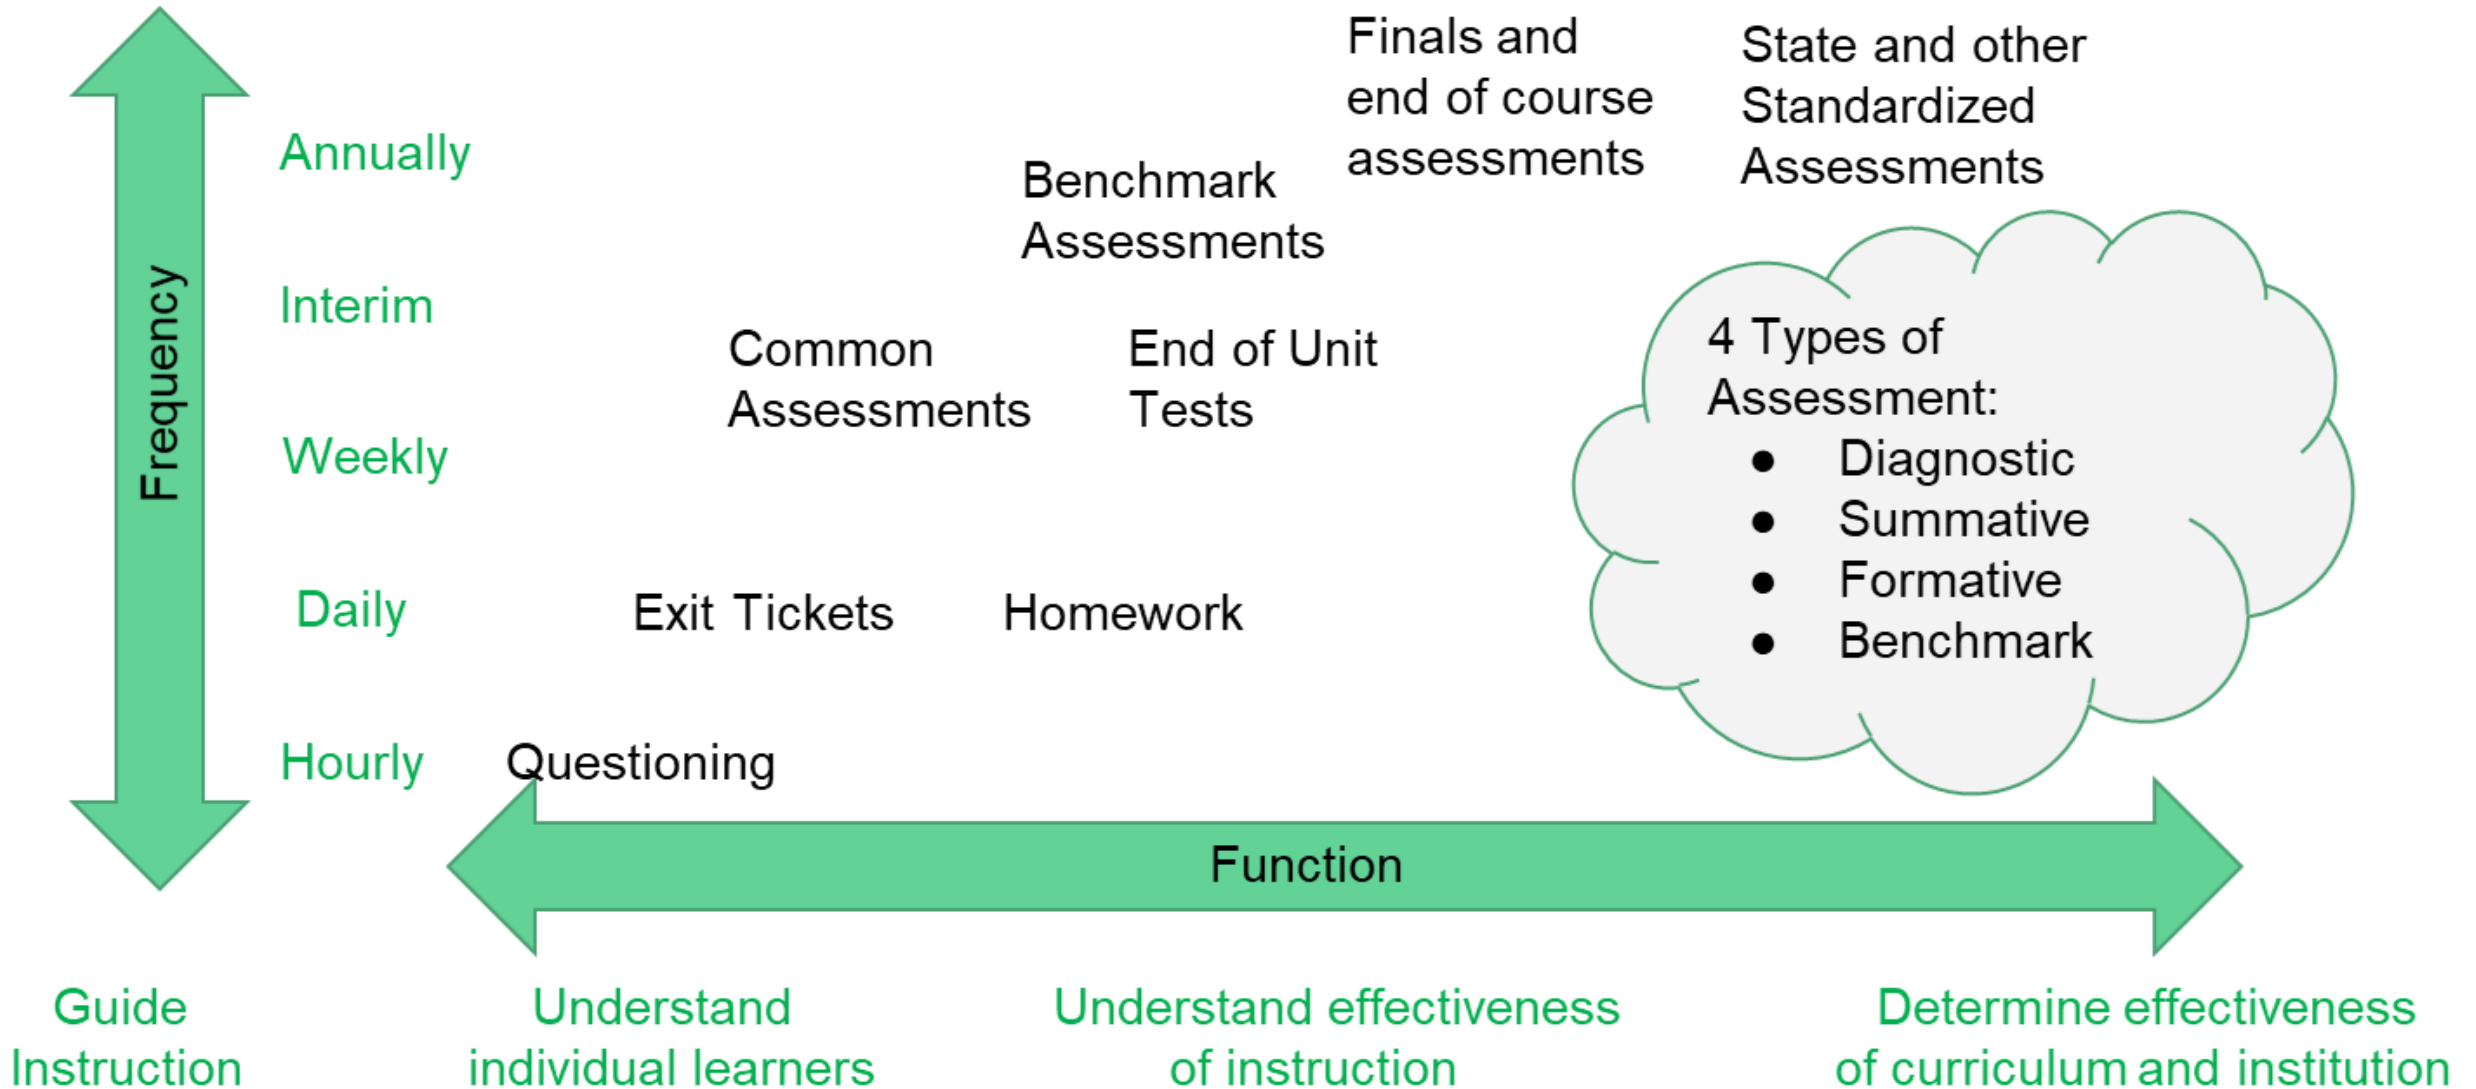 Finals and
end of course
assessments
State and other
Standardized
Assessments
Annually
Benchmark
Assessments
Interim
Frequency
Common
Assessments
End of Unit
Tests
Weekly
4 Types of
Assessment:
● Diagnostic
● Summative
● Formative
● Benchmark
Daily
Exit Tickets
Homework
Hourly
Questioning
Function
Guide
Instruction
Understand
individual learners
Understand effectiveness
of instruction
Determine effectiveness
of curriculum and institution